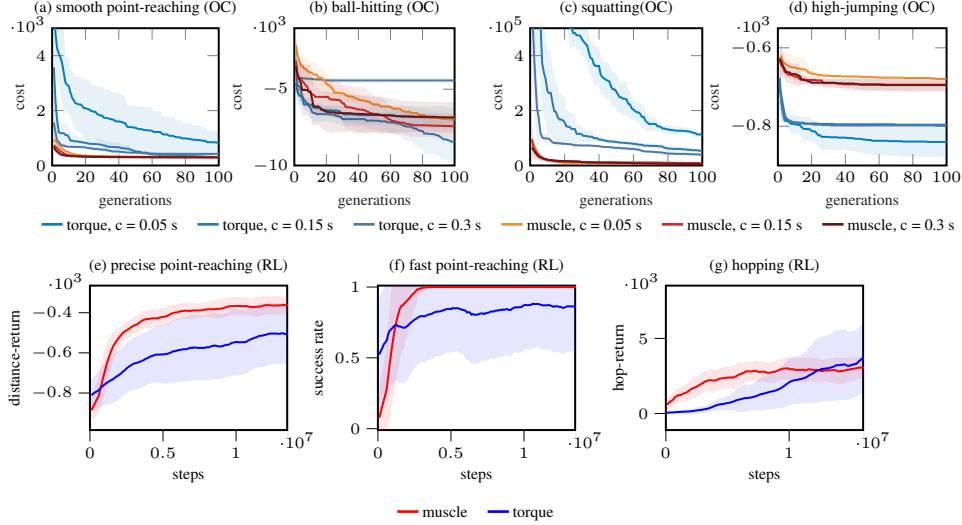 (a) smooth point-reaching (OC)
·10³
cost
4
2
0
0 20 40 60 80 100
generations
(b) ball-hitting (OC)
·10³
cost
−5
−10
0 20 40 60 80 100
generations
(c) squatting(OC)
·10⁵
cost
4
2
0
0 20 40 60 80 100
generations
(d) high-jumping (OC)
·10³
cost
−0.6
−0.8
0 20 40 60 80 100
generations
torque, c = 0.05 s
torque, c = 0.15 s
torque, c = 0.3 s
muscle, c = 0.05 s
muscle, c = 0.15 s
muscle, c = 0.3 s
(e) precise point-reaching (RL)
·10³
distance-return
−0.4
−0.6
−0.8
0 0.5 1
·10⁷
steps
(f) fast point-reaching (RL)
success rate
1
0.5
0
0 0.5 1
·10⁷
steps
(g) hopping (RL)
·10³
hop-return
5
0
0 1
·10⁷
steps
muscle
torque